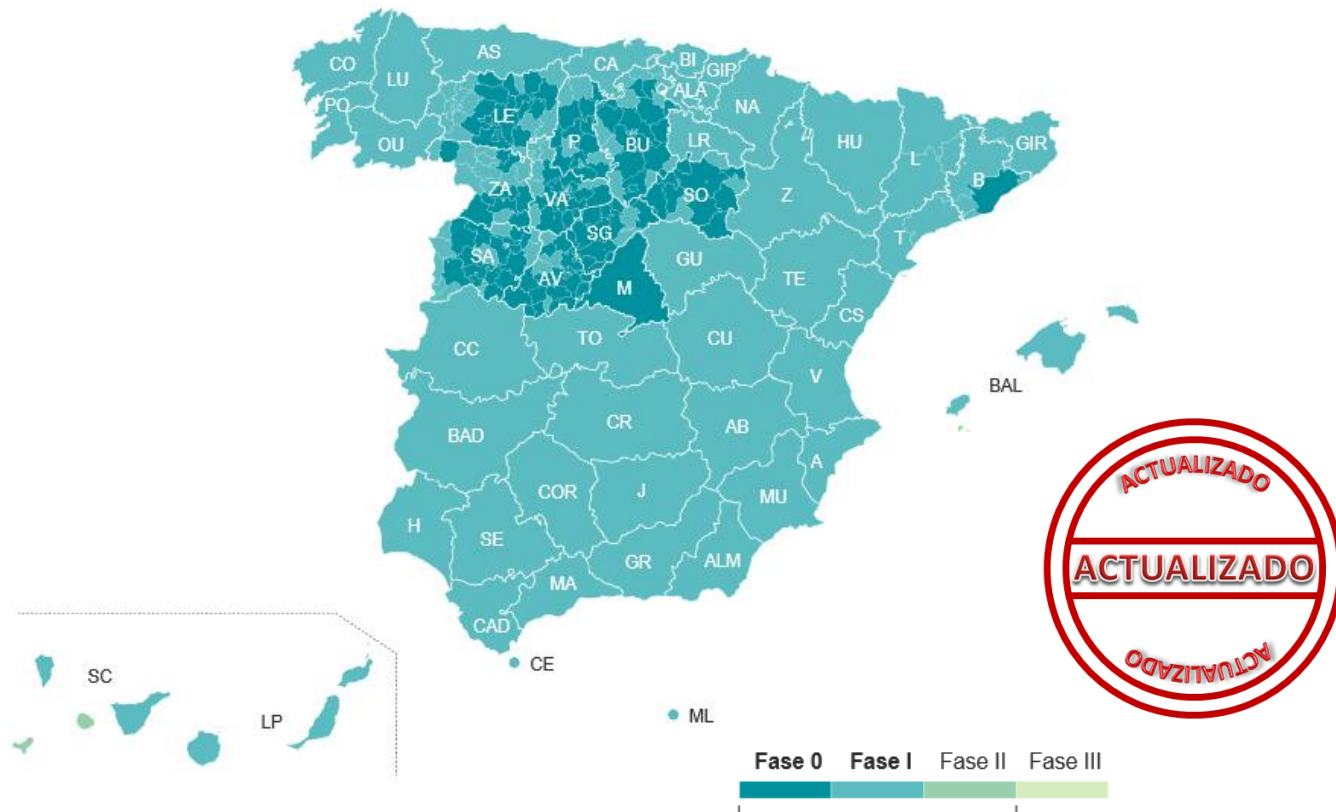 AS
CO
LU
CA
BI
GIP
PO
LE
ALA
NA
OU
P
BU
LR
HU
L
GIR
B
ZA
VA
SO
Z
SG
T
SA
AV
GU
TE
M
CS
CC
TO
CU
V
BAL
BAD
CR
AB
A
COR
J
MU
H
SE
GR
ALM
MA
CAD
CE
SC
LP
ML
ACTUALIZADO
ACTUALIZADO
ACTUALIZADO
Fase 0 Fase I Fase II Fase III